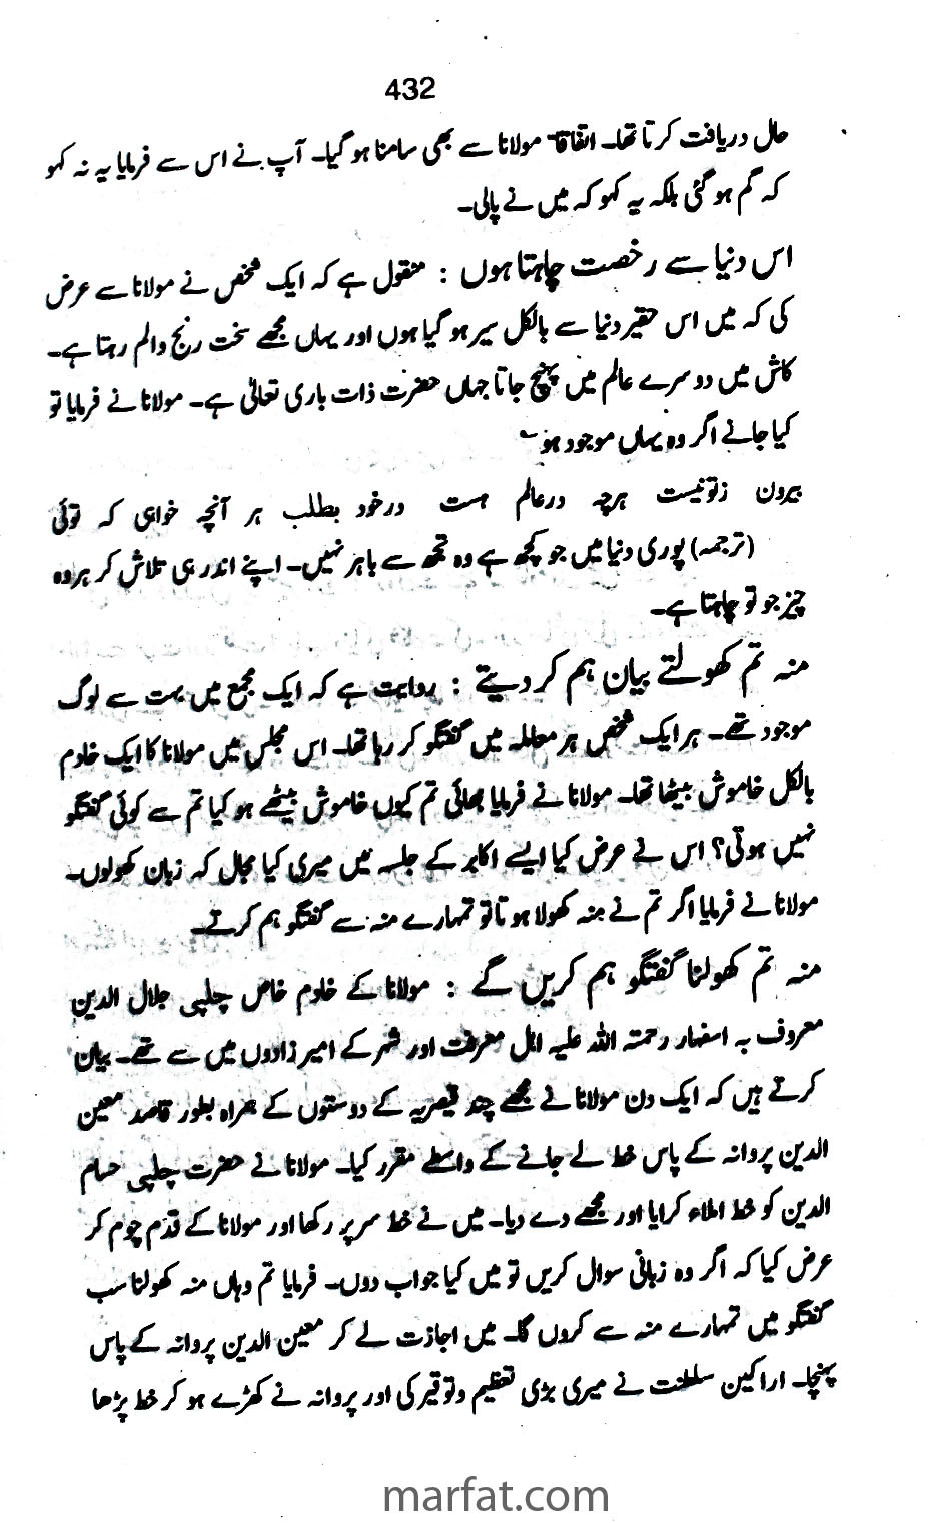 432
حال دریافت کرتا تھا۔ اتفاقاً مولانا سے بھی سامنا ہو گیا۔ آپ نے اس سے فرمایا یہ نہ کہو
کہ گم ہو گئی بلکہ یہ کہو کہ میں نے پالی۔
اس دنیا سے رخصت چاہتا ہوں : منقول ہے کہ ایک شخص نے مولانا سے عرض
کی کہ میں اس حقیر دنیا سے بالکل سیر ہو گیا ہوں اور یہاں مجھے سخت رنج والم رہتا ہے۔
کاش میں دوسرے عالم میں پہنچ جاتا جہاں حضرت ذات باری تعالیٰ ہے۔ مولانا نے فرمایا تو
کیا جانے اگر وہ یہاں موجود ہو
بیرون زتو نیست ہرچہ درعالم ہست درخود بطلب ہر آنچہ خواہی کہ توئی
(ترجمہ) پوری دنیا میں جو کچھ ہے وہ تجھ سے باہر نہیں۔ اپنے اندر ہی تلاش کر ہر وہ
چیز جو تو چاہتا ہے۔
منہ تم کھولتے بیان ہم کر دیتے : روایت ہے کہ ایک مجمع میں بہت سے لوگ
موجود تھے۔ ہر ایک شخص ہر معاملہ میں گفتگو کر رہا تھا۔ اس مجلس میں مولانا کا ایک خادم
بالکل خاموش بیٹھا تھا۔ مولانا نے فرمایا بھائی تم کیوں خاموش بیٹھے ہو کیا تم سے کوئی گفتگو
نہیں ہوتی؟ اس نے عرض کیا ایسے اکابر کے جلسہ میں میری کیا مجال کہ زبان کھولوں۔
مولانا نے فرمایا اگر تم نے منہ کھولا ہوتا تو تمہارے منہ سے گفتگو ہم کرتے۔
منہ تم کھولنا گفتگو ہم کریں گے : مولانا کے خادم خاص چلپی جلال الدین
معروف بہ اسفہار رحمتہ اللہ علیہ اہل معرفت اور شہر کے امیر زادوں میں سے تھے۔ بیان
کرتے ہیں کہ ایک دن مولانا نے مجھے چند قیصریہ کے دوستوں کے ہمراہ بطور قاصد معین
الدین پروانہ کے پاس خط لے جانے کے واسطے مقرر کیا۔ مولانا نے حضرت چلپی حسام
الدین کو خط املاء کرایا اور مجھے دے دیا۔ میں نے خط سر پر رکھا اور مولانا کے قدم چوم کر
عرض کیا کہ اگر وہ زبانی سوال کریں تو میں کیا جواب دوں۔ فرمایا تم وہاں منہ کھولنا سب
گفتگو میں تمہارے منہ سے کروں گا۔ میں اجازت لے کر معین الدین پروانہ کے پاس
پہنچا۔ اراکین سلطنت نے میری بڑی تعظیم وتوقیر کی اور پروانہ نے کھڑے ہو کر خط پڑھا
marfat.com